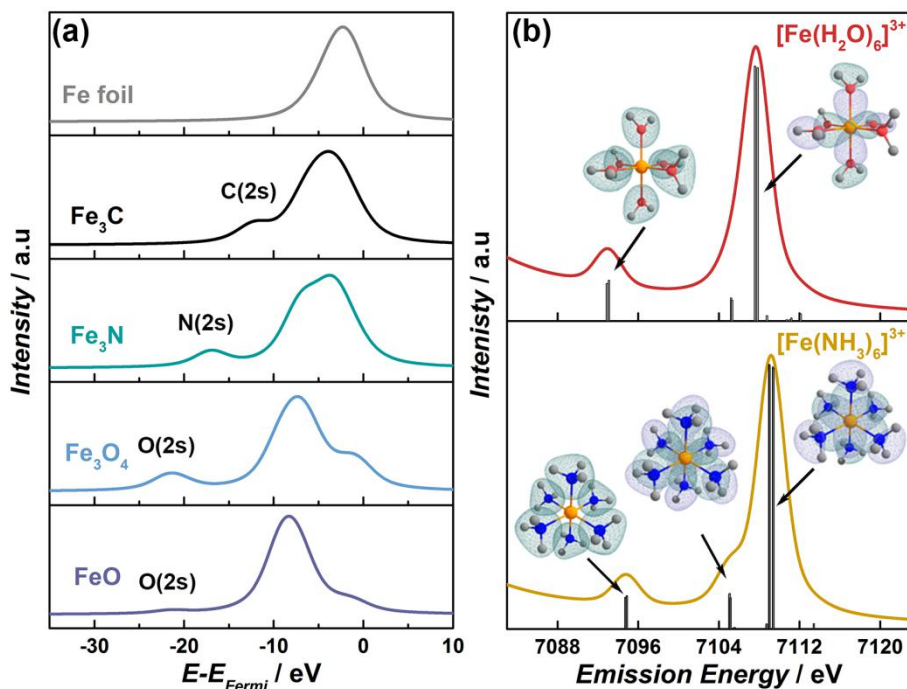 (a)
Fe foil
C(2s)
Fe₃C
N(2s)
Fe₃N
O(2s)
Fe₃O₄
O(2s)
FeO
Intensity / a.u
-30 -20 -10 0 10
E-E_Fermi / eV
(b)
[Fe(H₂O)₆]³⁺
[Fe(NH₃)₆]³⁺
Intenisty / a.u
7088 7096 7104 7112 7120
Emission Energy / eV